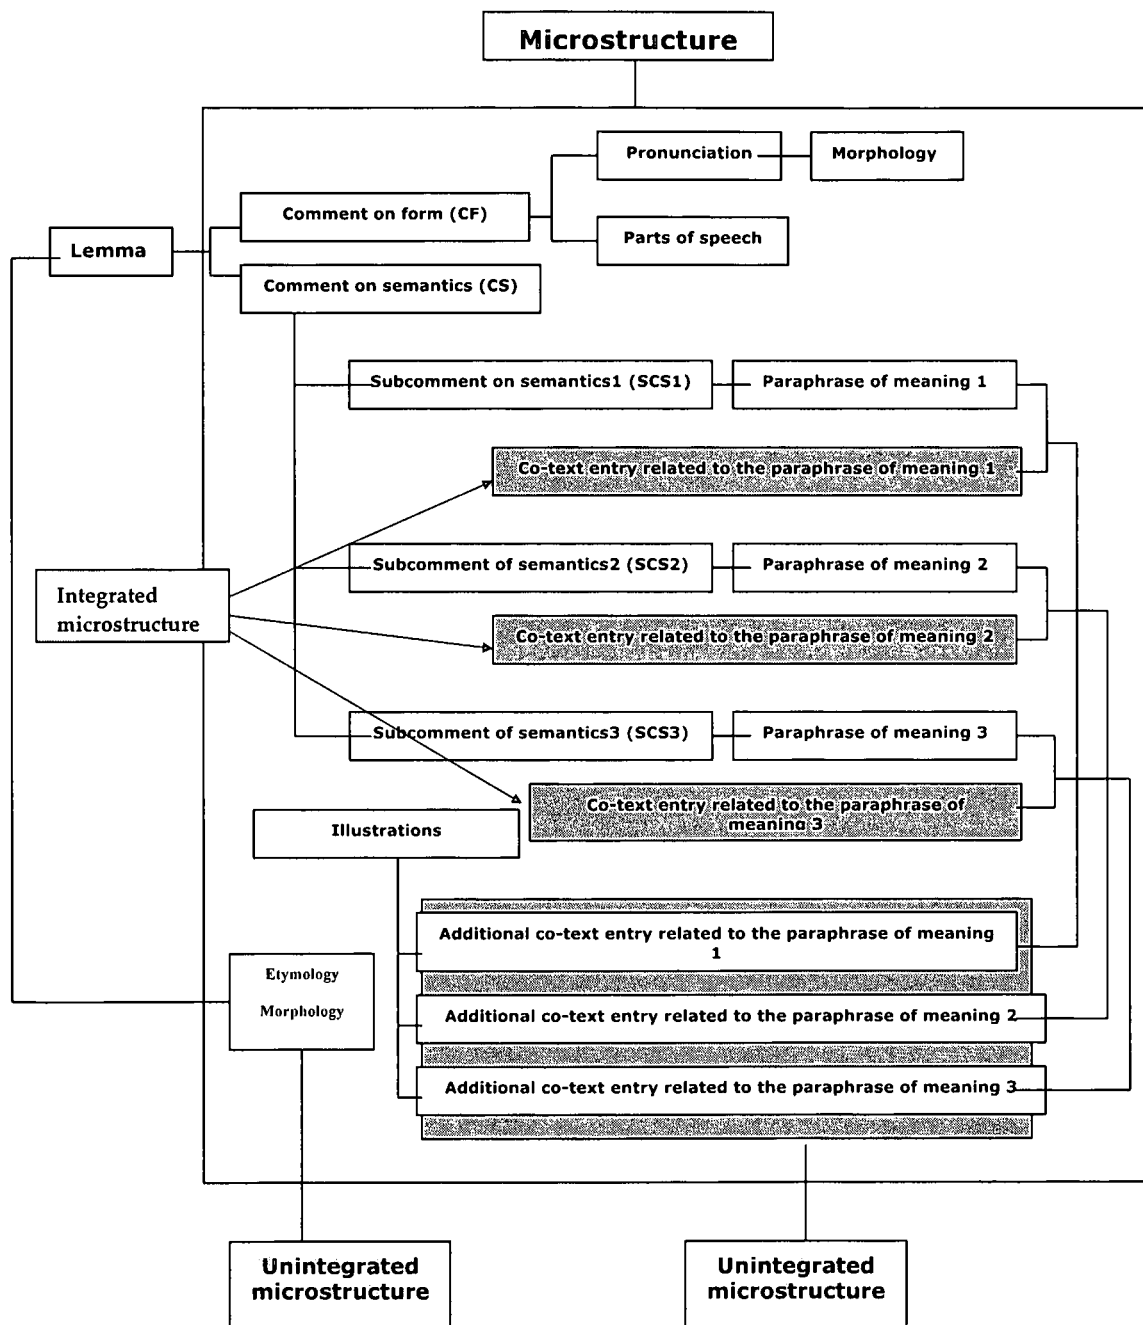 Microstructure
Pronunciation
Morphology
Comment on form (CF)
Parts of speech
Lemma
Comment on semantics (CS)
Subcomment on semantics1 (SCS1)
Paraphrase of meaning 1
Co-text entry related to the paraphrase of meaning 1
Subcomment of semantics2 (SCS2)
Paraphrase of meaning 2
Integrated
microstructure
Co-text entry related to the paraphrase of meaning 2
Subcomment of semantics3 (SCS3)
Paraphrase of meaning 3
Co-text entry related to the paraphrase of
meaning 3
Illustrations
Additional co-text entry related to the paraphrase of meaning
1
Etymology
Morphology
Additional co-text entry related to the paraphrase of meaning 2
Additional co-text entry related to the paraphrase of meaning 3
Unintegrated
microstructure
Unintegrated
microstructure